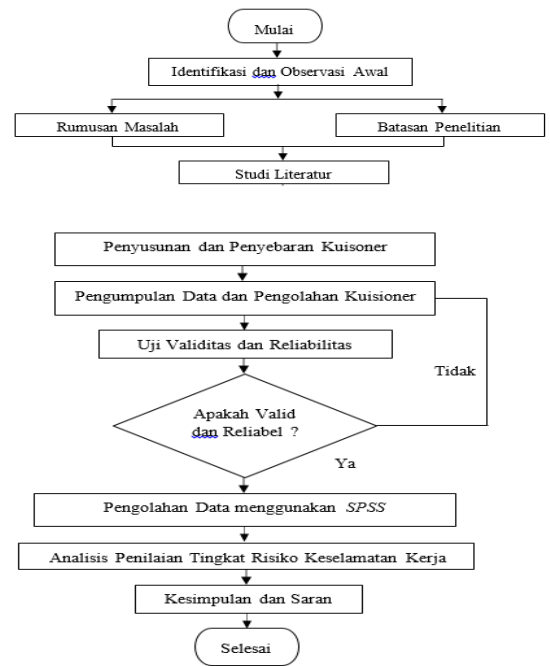 Mulai
Identifikasi dan Observasi Awal
Rumusan Masalah
Batasan Penelitian
Studi Literatur
Penyusunan dan Penyebaran Kuisoner
Pengumpulan Data dan Pengolahan Kuisioner
Uji Validitas dan Reliabilitas
Tidak
Apakah Valid
dan Reliabel ?
Ya
Pengolahan Data menggunakan SPSS
Analisis Penilaian Tingkat Risiko Keselamatan Kerja
Kesimpulan dan Saran
Selesai